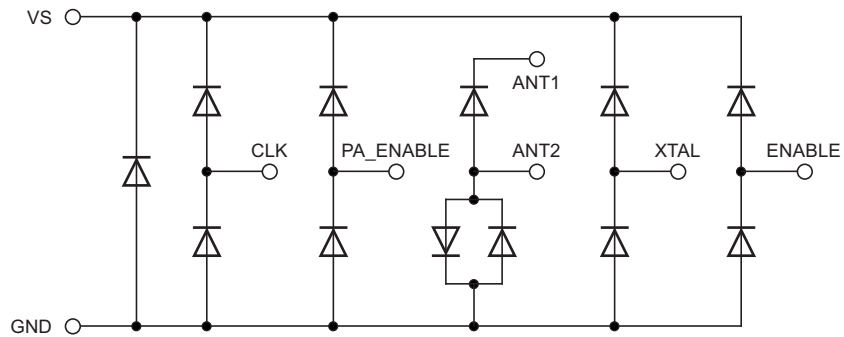 VS
ANT1
CLK
PA_ENABLE
ANT2
XTAL
ENABLE
GND